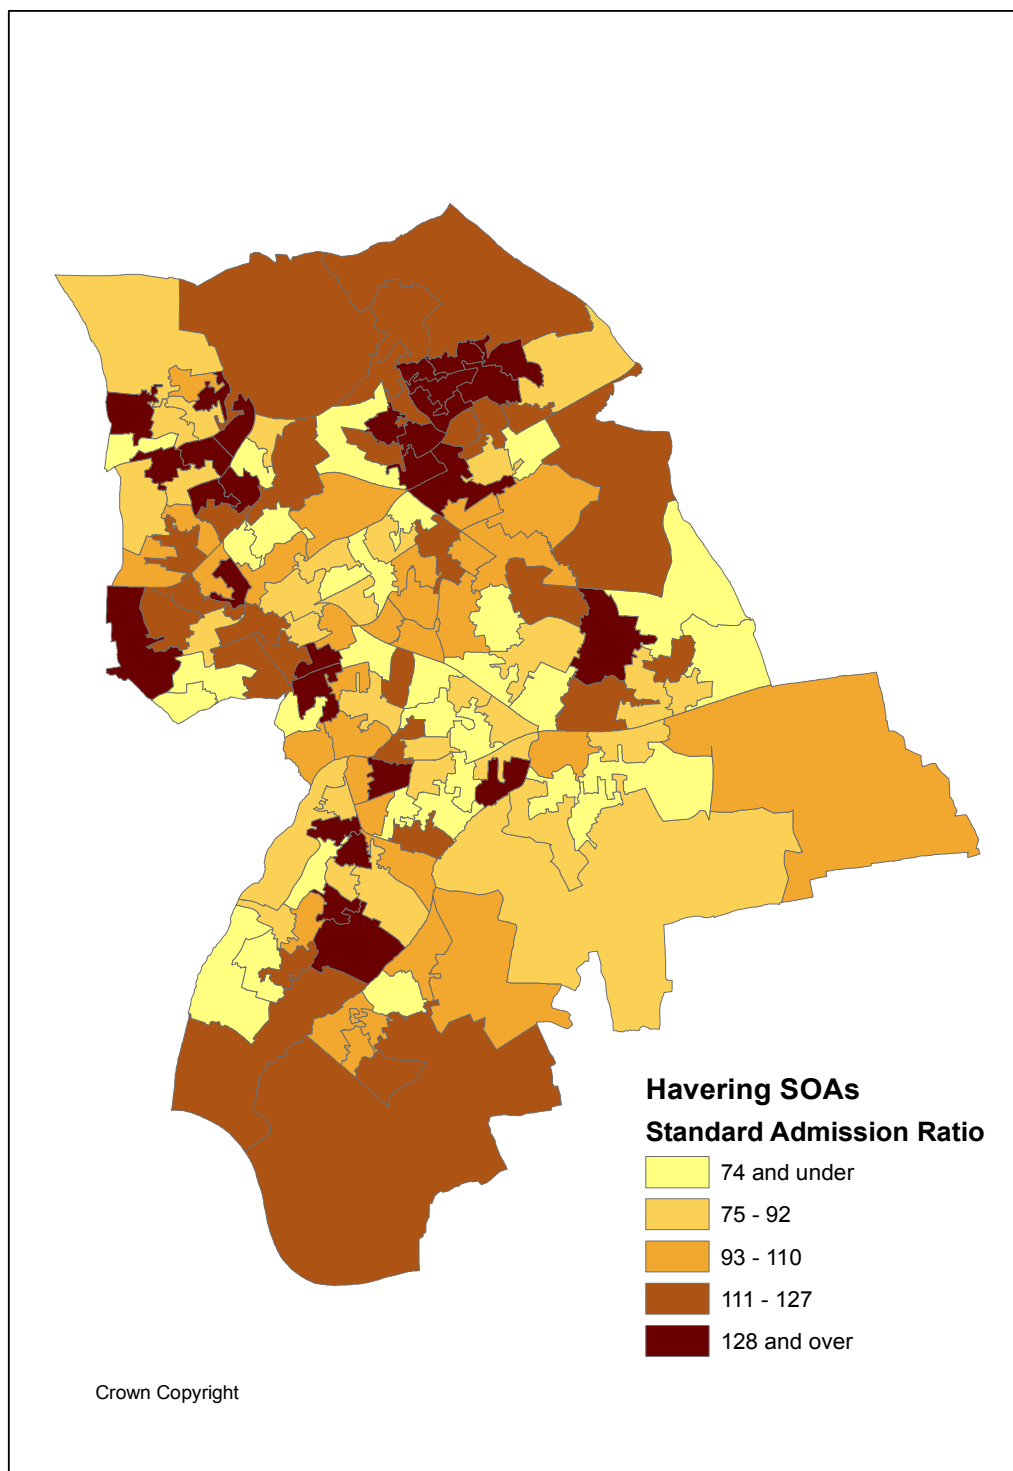 Havering SOAs
Standard Admission Ratio
74 and under
75 - 92
93 - 110
111 - 127
128 and over
Crown Copyright